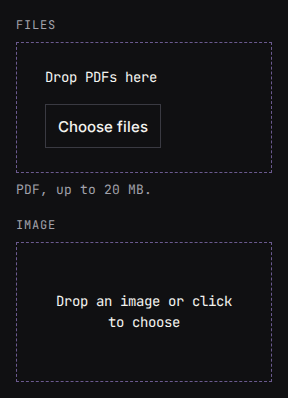 FILES
Drop PDFs here
Choose files
PDF, up to 20 MB.
IMAGE
Drop an image or click
to choose